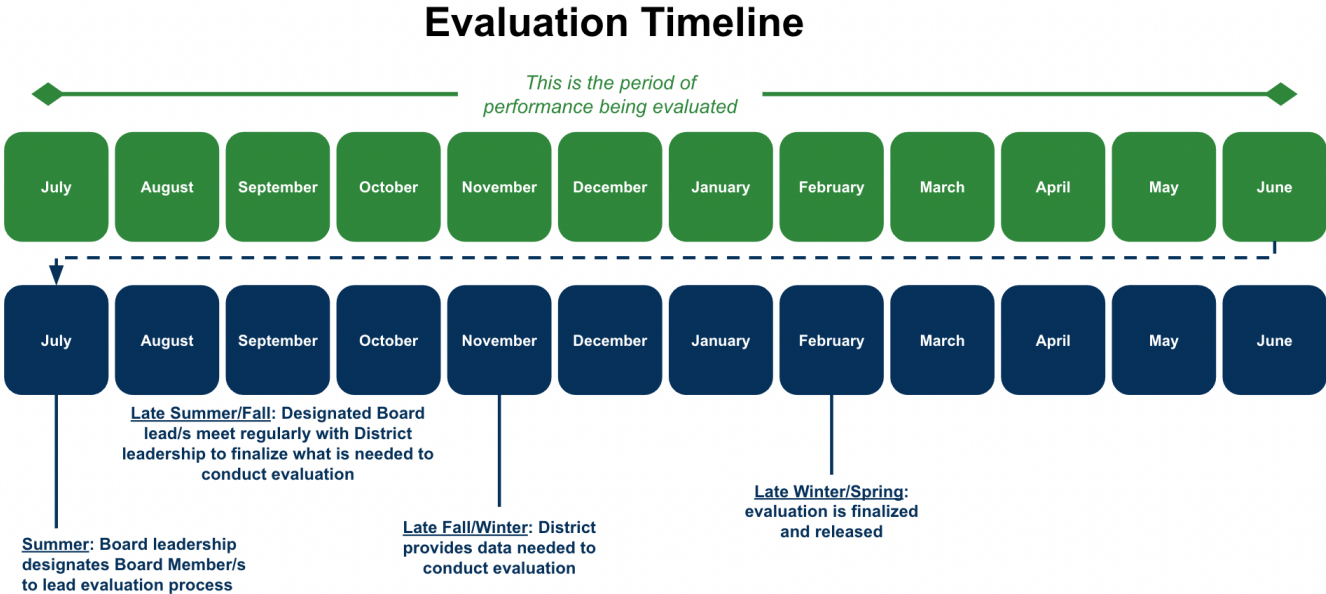 Evaluation Timeline
This is the period of
performance being evaluated
July
August
September
October
November
December
January
February
March
April
May
June
July
August
September
October
November
December
January
February
March
April
May
June
Late Summer/Fall: Designated Board
lead/s meet regularly with District
leadership to finalize what is needed to
conduct evaluation
Late Winter/Spring:
evaluation is finalized
and released
Late Fall/Winter: District
provides data needed to
conduct evaluation
Summer: Board leadership
designates Board Member/s
to lead evaluation process